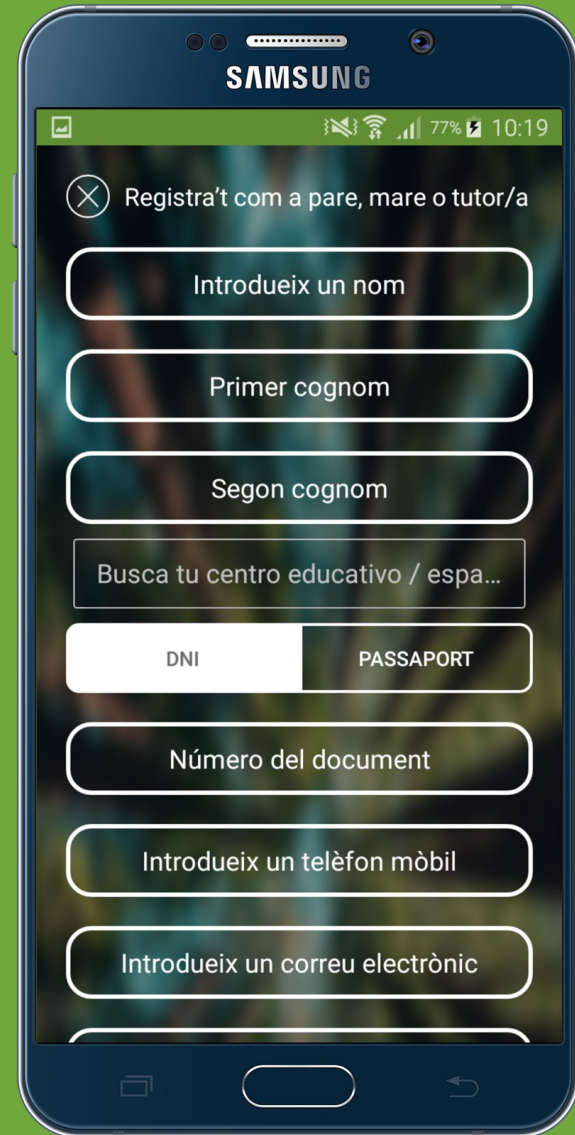 SAMSUNG
77% 10:19
Registra't com a pare, mare o tutor/a
Introdueix un nom
Primer cognom
Segon cognom
Busca tu centro educativo / espa...
DNI
PASSAPORT
Número del document
Introdueix un telèfon mòbil
Introdueix un correu electrònic